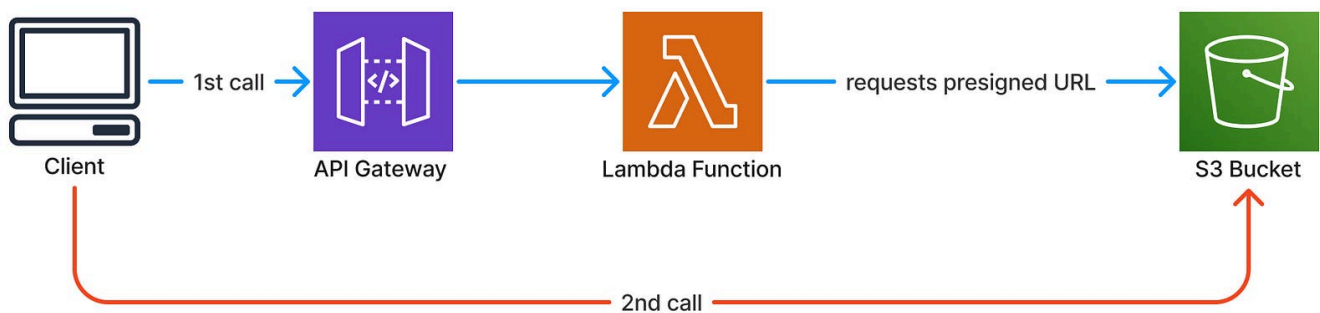 1st call
</>
requests presigned URL
Client
API Gateway
Lambda Function
S3 Bucket
2nd call